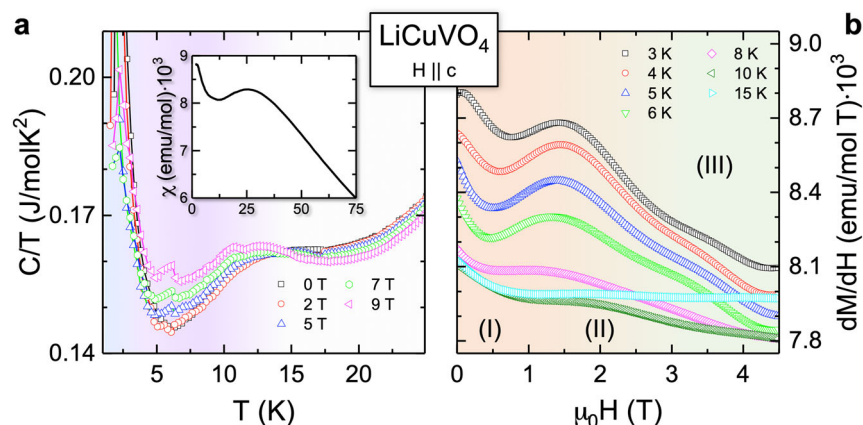 a
LiCuVO4
H || c
b
C/T (J/molK²)
0.20
0.17
0.14
5
10
15
20
T (K)
χ (emu/mol)·10³
9
8
7
6
0
25
50
75
0 T
2 T
5 T
7 T
9 T
3 K
4 K
5 K
6 K
8 K
10 K
15 K
(I)
(II)
(III)
0
1
2
3
4
μ₀H (T)
9.0
8.7
8.4
8.1
7.8
dM/dH (emu/mol T)·10³